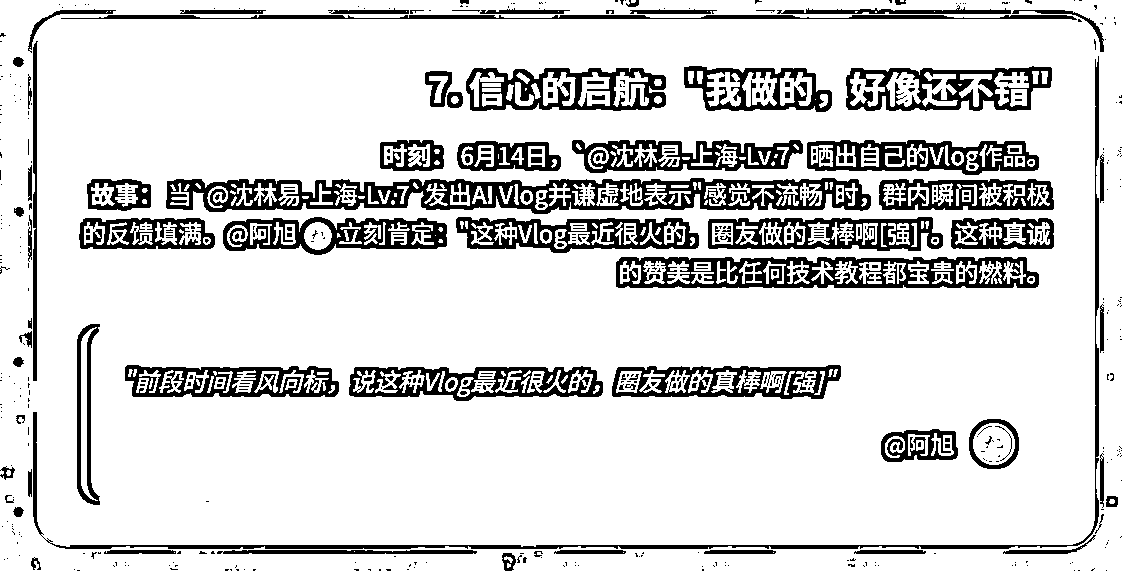 7. 信心的启航："我做的，好像还不错"
时刻：6月14日，`@沈林易-上海-Lv.7` 晒出自己的Vlog作品。
故事：当`@沈林易-上海-Lv.7`发出AI Vlog并谦虚地表示"感觉不流畅"时，群内瞬间被积极
的反馈填满。@阿旭 立刻肯定："这种Vlog最近很火的，圈友做的真棒啊[强]"。这种真诚
的赞美是比任何技术教程都宝贵的燃料。
"前段时间看风向标，说这种Vlog最近很火的，圈友做的真棒啊[强]"
@阿旭